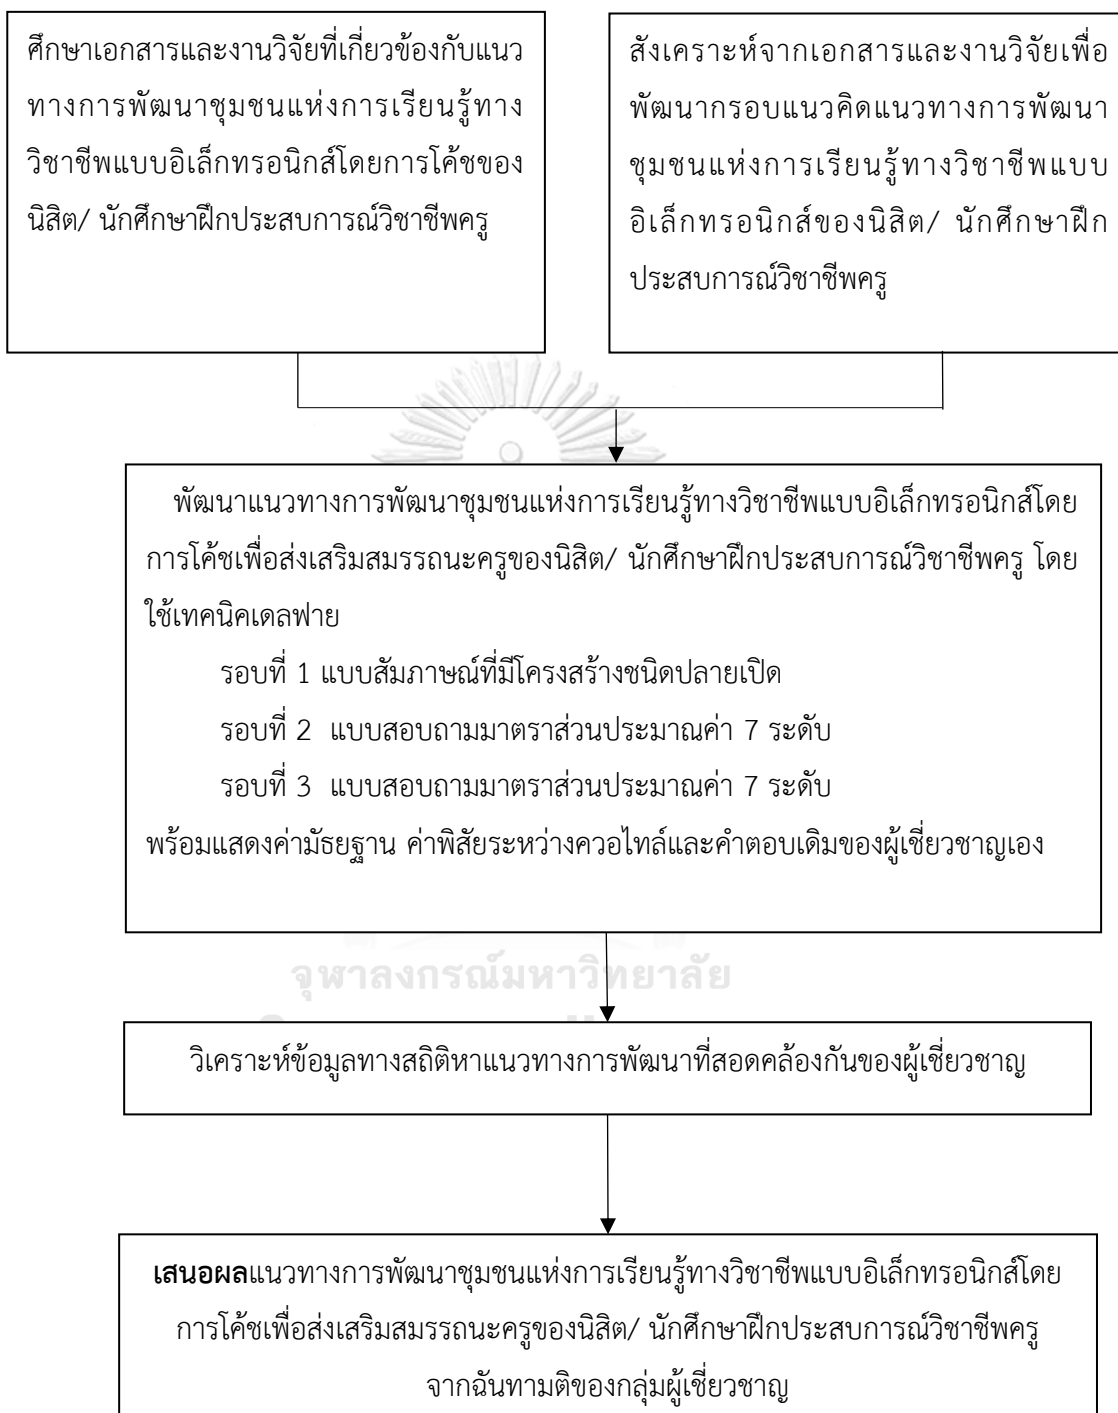 ศึกษาเอกสารและงานวิจัยที่เกี่ยวข้องกับแนว
ทางการพัฒนาชุมชนแห่งการเรียนรู้ทาง
วิชาชีพแบบอิเล็กทรอนิกส์โดยการโค้ชของ
นิสิต/ นักศึกษาฝึกประสบการณ์วิชาชีพครู
สังเคราะห์จากเอกสารและงานวิจัยเพื่อ
พัฒนากรอบแนวคิดแนวทางการพัฒนา
ชุมชนแห่งการเรียนรู้ทางวิชาชีพแบบ
อิเล็กทรอนิกส์ของนิสิต/ นักศึกษาฝึก
ประสบการณ์วิชาชีพครู
พัฒนาแนวทางการพัฒนาชุมชนแห่งการเรียนรู้ทางวิชาชีพแบบอิเล็กทรอนิกส์โดย
การโค้ชเพื่อส่งเสริมสมรรถนะครูของนิสิต/ นักศึกษาฝึกประสบการณ์วิชาชีพครู โดย
ใช้เทคนิคเดลฟาย
รอบที่ 1 แบบสัมภาษณ์ที่มีโครงสร้างชนิดปลายเปิด
รอบที่ 2 แบบสอบถามมาตราส่วนประมาณค่า 7 ระดับ
รอบที่ 3 แบบสอบถามมาตราส่วนประมาณค่า 7 ระดับ
พร้อมแสดงค่ามัธยฐาน ค่าพิสัยระหว่างควอไทล์และคำตอบเดิมของผู้เชี่ยวชาญเอง
จุฬาลงกรณ์มหาวิทยาลัย
วิเคราะห์ข้อมูลทางสถิติหาแนวทางการพัฒนาที่สอดคล้องกันของผู้เชี่ยวชาญ
เสนอผลแนวทางการพัฒนาชุมชนแห่งการเรียนรู้ทางวิชาชีพแบบอิเล็กทรอนิกส์โดย
การโค้ชเพื่อส่งเสริมสมรรถนะครูของนิสิต/ นักศึกษาฝึกประสบการณ์วิชาชีพครู
จากฉันทามติของกลุ่มผู้เชี่ยวชาญ